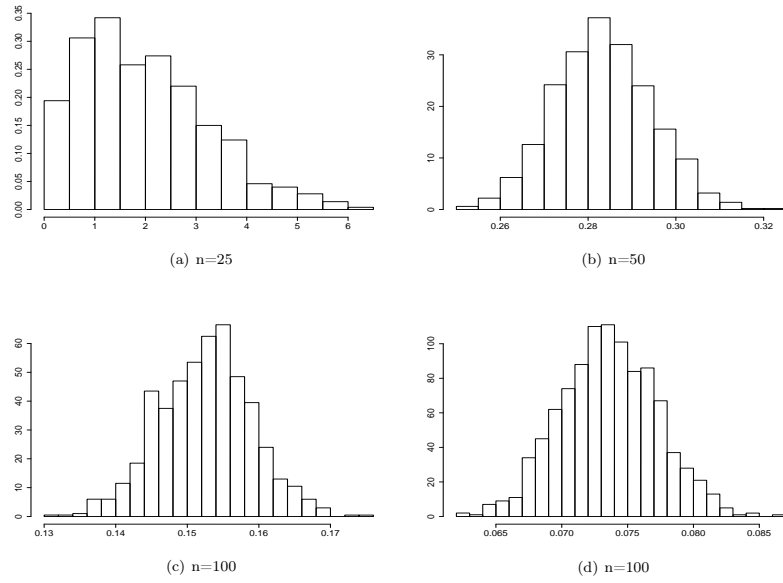 0.00 0.05 0.10 0.15 0.20 0.25 0.30 0.35
0 1 2 3 4 5 6
(a) n=25
0 10 20 30
0.26 0.28 0.30 0.32
(b) n=50
0 10 20 30 40 50 60
0.13 0.14 0.15 0.16 0.17
(c) n=100
0 20 40 60 80 100
0.065 0.070 0.075 0.080 0.085
(d) n=100